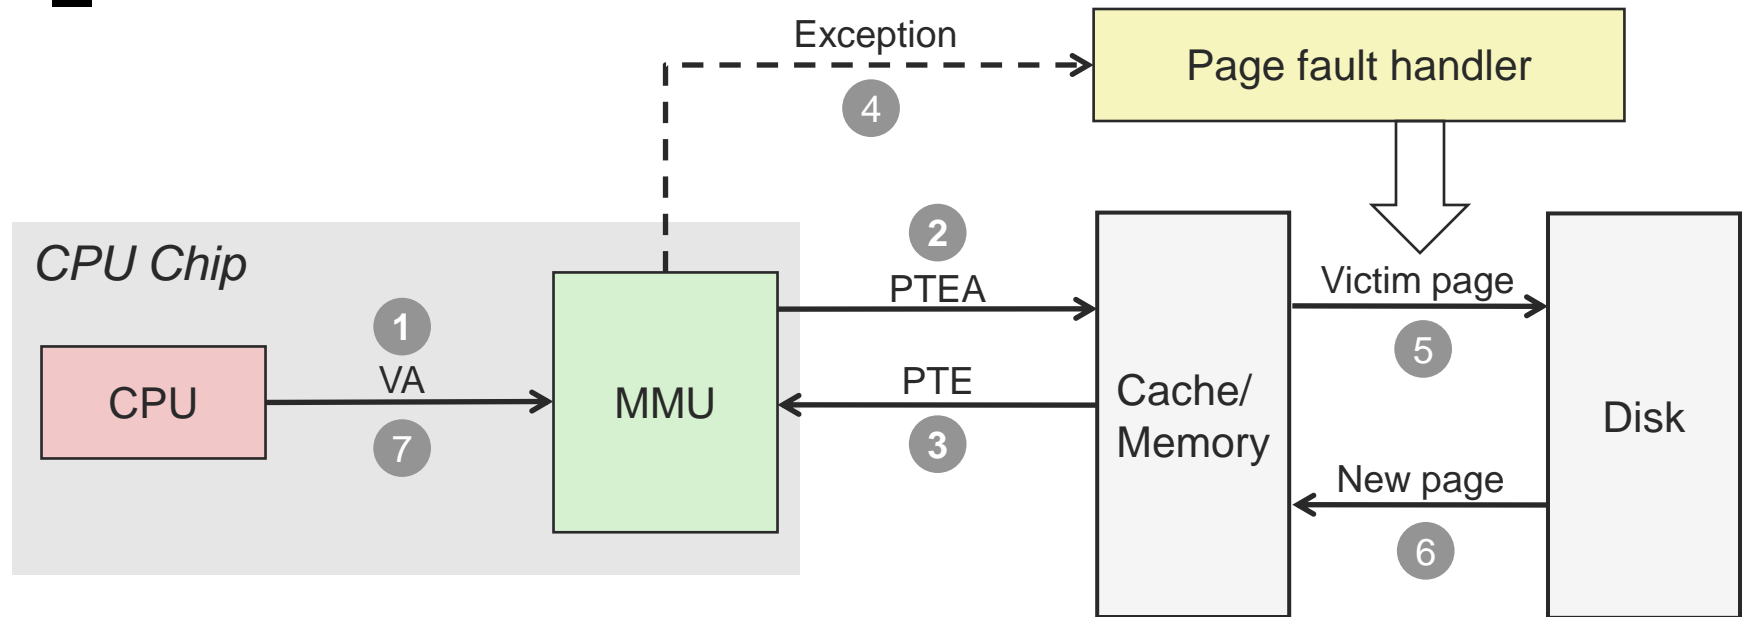 Exception
Page fault handler
4
2
CPU Chip
PTEA
Victim page
1
5
VA
PTE
CPU
MMU
Cache/
Memory
Disk
7
3
New page
6